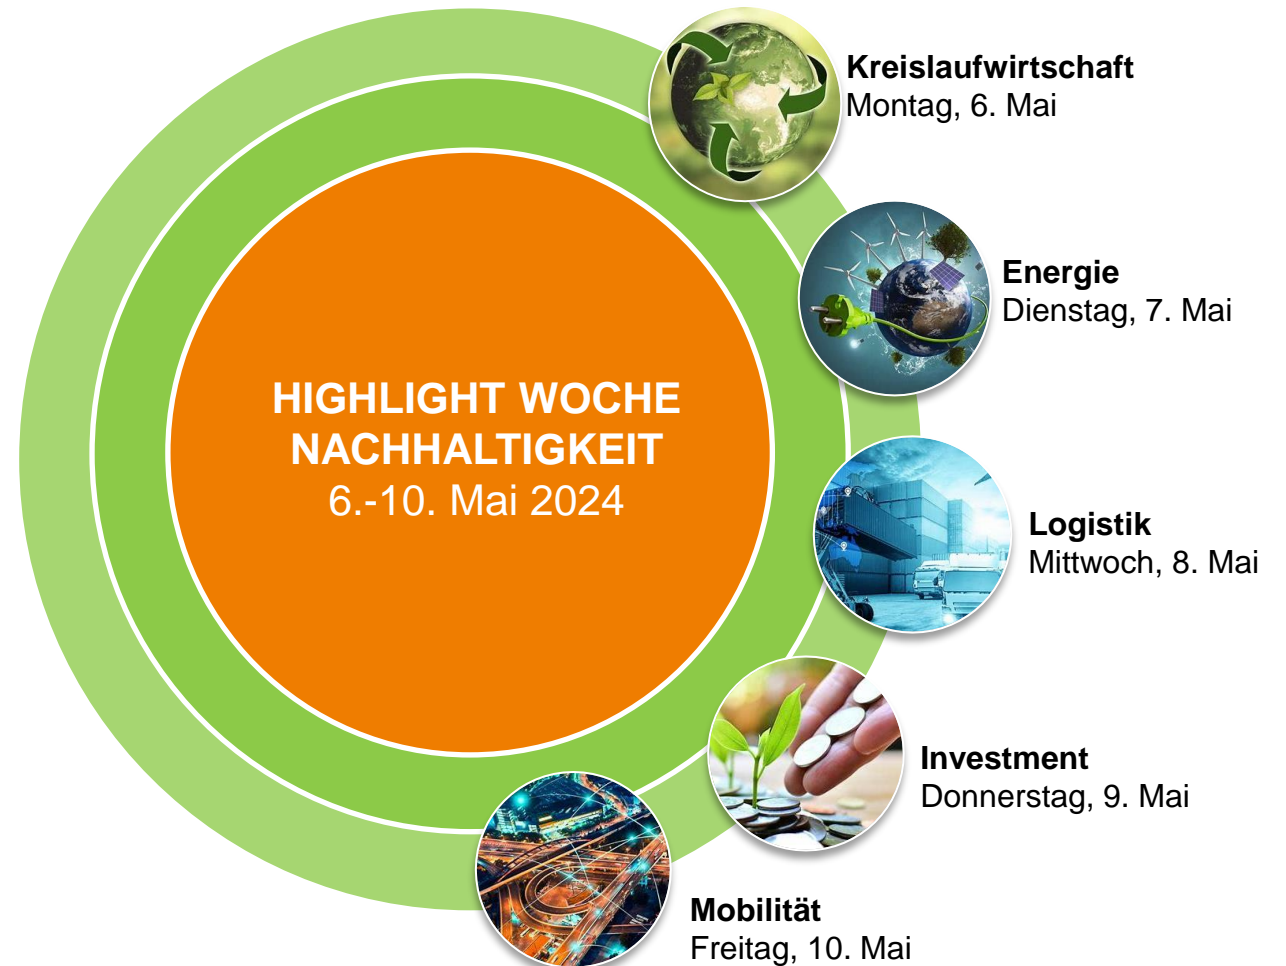 Kreislaufwirtschaft
Montag, 6. Mai
Energie
Dienstag, 7. Mai
HIGHLIGHT WOCHE
NACHHALTIGKEIT
6.-10. Mai 2024
Logistik
Mittwoch, 8. Mai
Investment
Donnerstag, 9. Mai
Mobilität
Freitag, 10. Mai